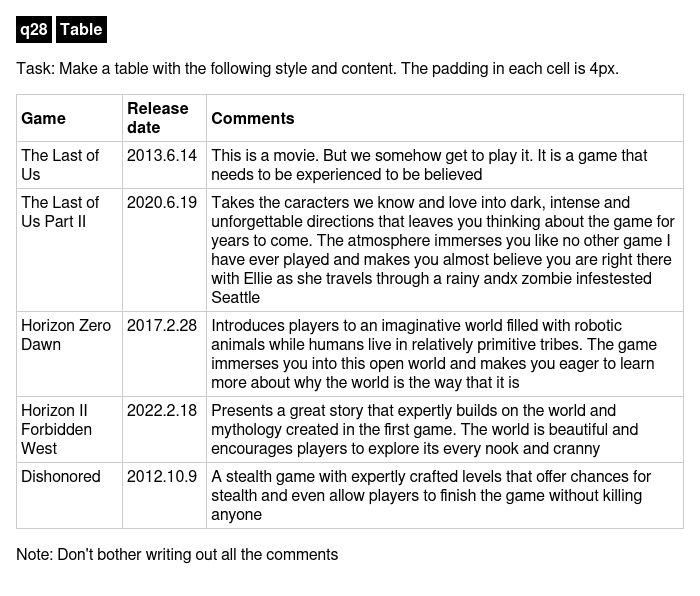 q28 Table
Task: Make a table with the following style and content. The padding in each cell is 4px.
Game
Release
date
Comments
The Last of
Us
2013.6.14
This is a movie. But we somehow get to play it. It is a game that
needs to be experienced to be believed
The Last of
Us Part II
2020.6.19
Takes the caracters we know and love into dark, intense and
unforgettable directions that leaves you thinking about the game for
years to come. The atmosphere immerses you like no other game I
have ever played and makes you almost believe you are right there
with Ellie as she travels through a rainy andx zombie infestested
Seattle
Horizon Zero
Dawn
2017.2.28
Introduces players to an imaginative world filled with robotic
animals while humans live in relatively primitive tribes. The game
immerses you into this open world and makes you eager to learn
more about why the world is the way that it is
Horizon II
Forbidden
West
2022.2.18
Presents a great story that expertly builds on the world and
mythology created in the first game. The world is beautiful and
encourages players to explore its every nook and cranny
Dishonored
2012.10.9
A stealth game with expertly crafted levels that offer chances for
stealth and even allow players to finish the game without killing
anyone
Note: Don't bother writing out all the comments